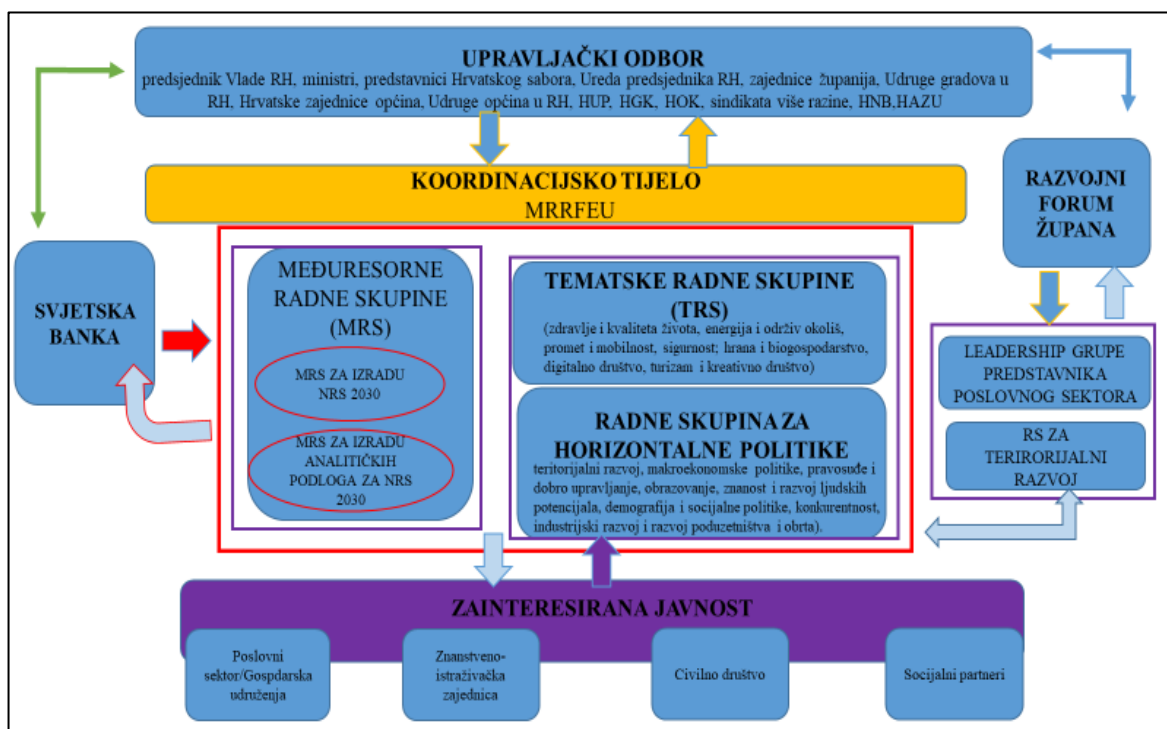 UPRAVLJAČKI ODBOR
predsjednik Vlade RH, ministri, predstavnici Hrvatskog sabora, Ureda predsjednika RH, zajednice županija, Udruge gradova u
RH, Hrvatske zajednice općina, Udruge općina u RH, HUP, HGK, HOK, sindikata više razine, HNB,HAZU
KOORDINACIJSKO TIJELO
MRRFEU
RAZVOJNI
FORUM
ŽUPANA
SVJETSKA
BANKA
MEĐURESORNE
RADNE SKUPINE
(MRS)
MRS ZA IZRADU
NRS 2030
MRS ZA IZRADU
ANALITIČKIH
PODLOGA ZA NRS
2030
TEMATSKE RADNE SKUPINE
(TRS)
(zdravlje i kvaliteta života, energija i održiv okoliš,
promet i mobilnost, sigurnost; hrana i biogospodarstvo,
digitalno društvo, turizam i kreativno društvo)
RADNE SKUPINA ZA
HORIZONTALNE POLITIKE
teritorijalni razvoj, makroekonomske politike, pravosuđe i
dobro upravljanje, obrazovanje, znanost i razvoj ljudskih
potencijala, demografija i socijalne politike, konkurentnost,
industrijski razvoj i razvoj poduzetništva i obrta).
LEADERSHIP GRUPE
PREDSTAVNIKA
POSLOVNOG SEKTORA
RS ZA
TERIRORIJALNI
RAZVOJ
ZAINTERESIRANA JAVNOST
Poslovni
sektor/Gospdarska
udruženja
Znanstveno-
istraživačka
zajednica
Civilno društvo
Socijalni partneri